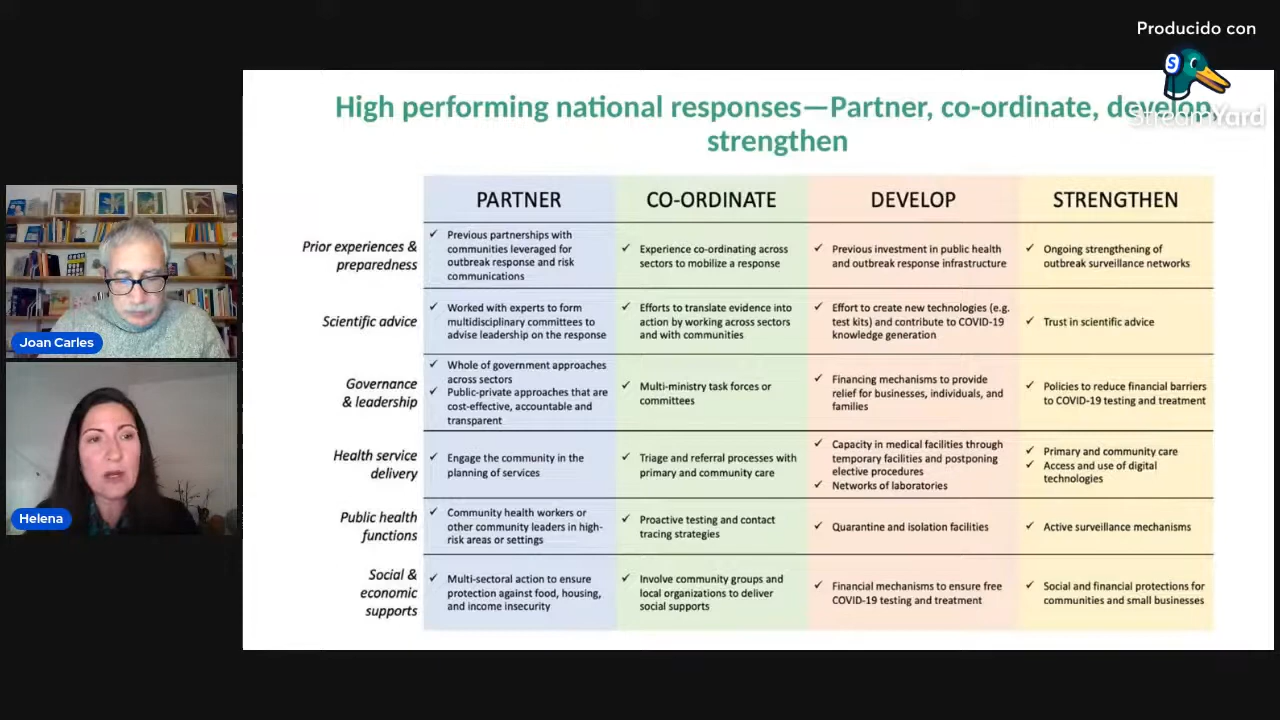 Producido con
S
StreamYard
High performing national responses—Partner, co-ordinate, develop,
strengthen
PARTNER
CO-ORDINATE
DEVELOP
STRENGTHEN
Prior experiences &
preparedness
✓ Previous partnerships with
communities leveraged for
outbreak response and risk
communications
✓ Experience co-ordinating across
sectors to mobilize a response
✓ Previous investment in public health
and outbreak response infrastructure
✓ Ongoing strengthening of
outbreak surveillance networks
Scientific advice
✓ Worked with experts to form
multidisciplinary committees to
advise leadership on the response
✓ Efforts to translate evidence into
action by working across sectors
and with communities
✓ Effort to create new technologies (e.g.
test kits) and contribute to COVID-19
knowledge generation
✓ Trust in scientific advice
Governance
& leadership
✓ Whole of government approaches
across sectors
✓ Public-private approaches that are
cost-effective, accountable and
transparent
✓ Multi-ministry task forces or
committees
✓ Financing mechanisms to provide
relief for businesses, individuals, and
families
✓ Policies to reduce financial barriers
to COVID-19 testing and treatment
Health service
delivery
✓ Engage the community in the
planning of services
✓ Triage and referral processes with
primary and community care
✓ Capacity in medical facilities through
temporary facilities and postponing
elective procedures
✓ Networks of laboratories
✓ Primary and community care
✓ Access and use of digital
technologies
Public health
functions
✓ Community health workers or
other community leaders in high-
risk areas or settings
✓ Proactive testing and contact
tracing strategies
✓ Quarantine and isolation facilities
✓ Active surveillance mechanisms
Social &
economic
supports
✓ Multi-sectoral action to ensure
protection against food, housing,
and income insecurity
✓ Involve community groups and
local organizations to deliver
social supports
✓ Financial mechanisms to ensure free
COVID-19 testing and treatment
✓ Social and financial protections for
communities and small businesses
Joan Carles
Helena